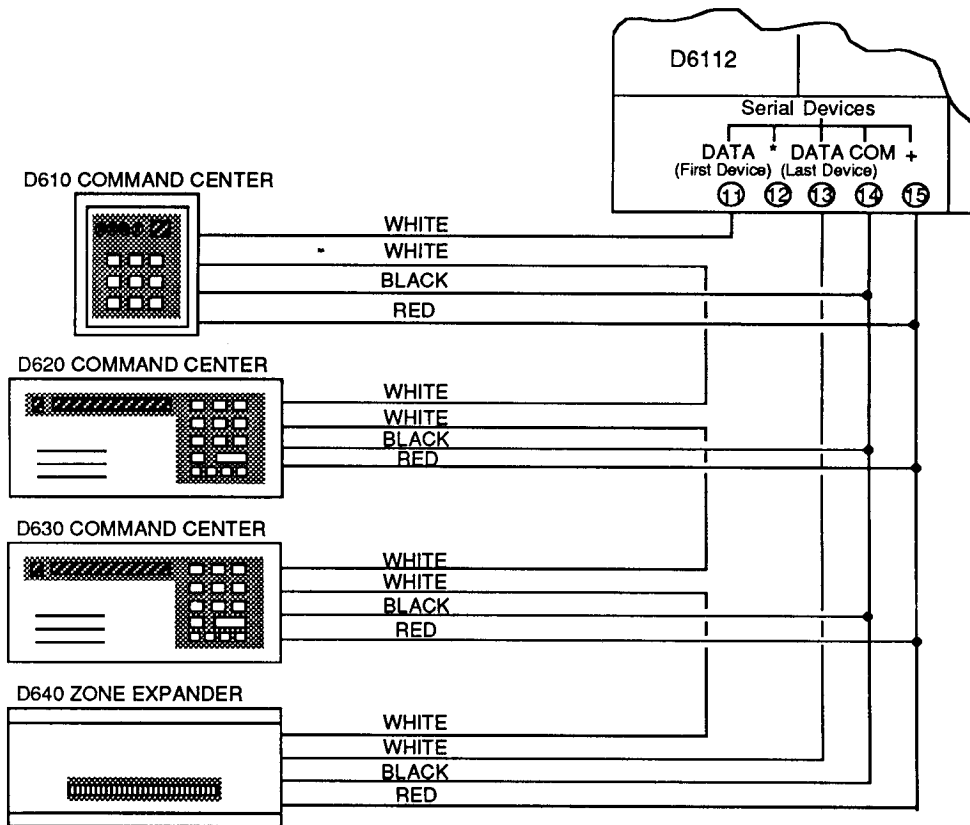 D6112
Serial Devices
DATA * DATA COM +
(First Device) (Last Device)
11 12 13 14 15
D610 COMMAND CENTER
WHITE
WHITE
BLACK
RED
D620 COMMAND CENTER
WHITE
WHITE
BLACK
RED
D630 COMMAND CENTER
WHITE
WHITE
BLACK
RED
D640 ZONE EXPANDER
WHITE
WHITE
BLACK
RED